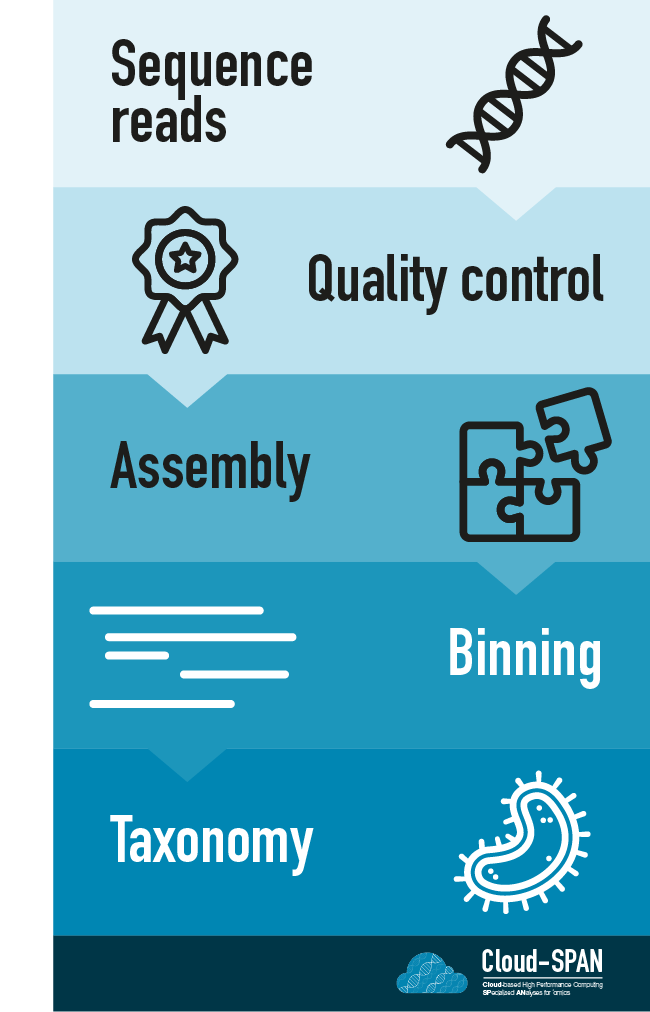 Sequence
reads
Quality control
Assembly
Binning
Taxonomy
Cloud-SPAN
Cloud-based High Performance Computing
SPecialised ANalyses for 'omics